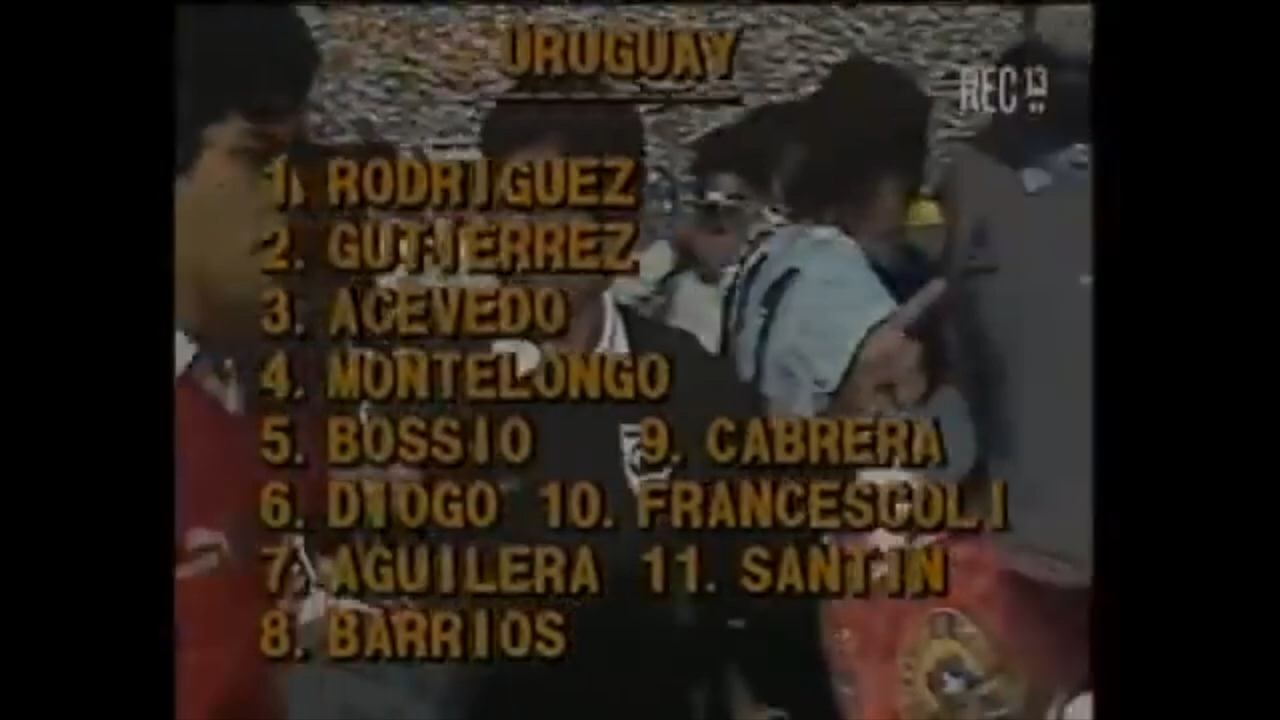 URUGUAY
REC 13
1. RODRIGUEZ
2. GUTIERREZ
3. ACEVEDO
4. MONTELONGO
5. BOSSIO 9. CABRERA
6. DIOGO 10. FRANCESCOLI
7. AGUILERA 11. SANTIN
8. BARRIOS